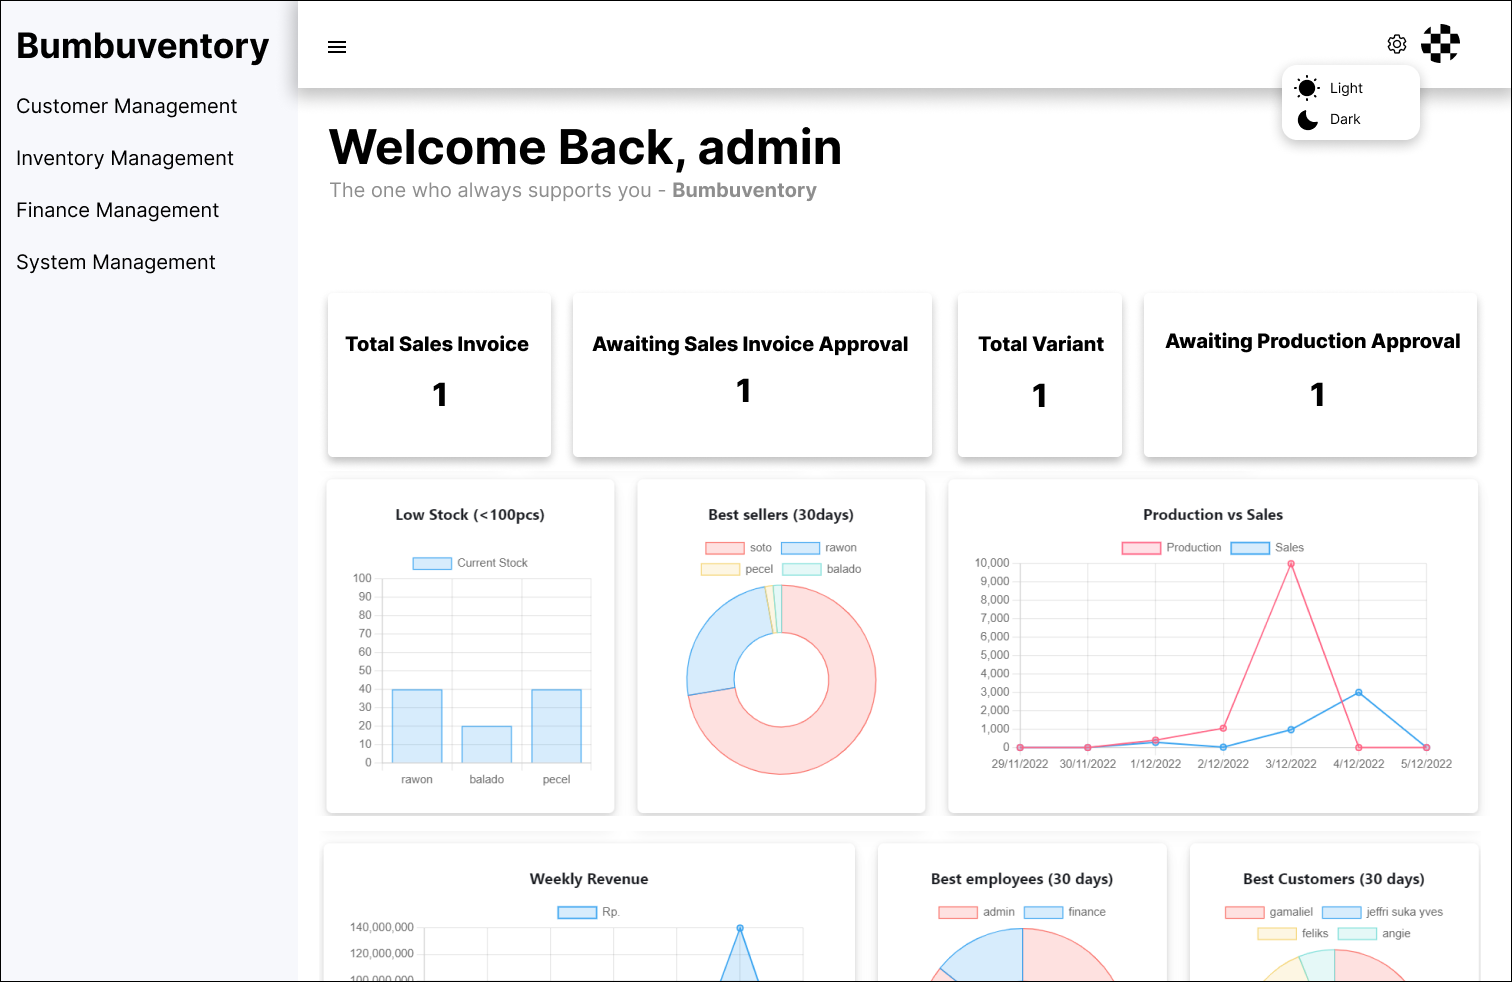 Bumbuventory
Customer Management
Inventory Management
Finance Management
System Management
Light
Dark
Welcome Back, admin
The one who always supports you - Bumbuventory
Total Sales Invoice
1
Awaiting Sales Invoice Approval
1
Total Variant
1
Awaiting Production Approval
1
Low Stock (<100pcs)
Current Stock
100
90
80
70
60
50
40
30
20
10
0
rawon balado pecel
Best sellers (30days)
soto rawon
pecel balado
Production vs Sales
Production Sales
10,000
9,000
8,000
7,000
6,000
5,000
4,000
3,000
2,000
1,000
0
29/11/2022 30/11/2022 1/12/2022 2/12/2022 3/12/2022 4/12/2022 5/12/2022
Weekly Revenue
Rp.
140,000,000
120,000,000
100,000,000
Best employees (30 days)
admin finance
Best Customers (30 days)
gamaliel jeffri suka yves
feliks angie